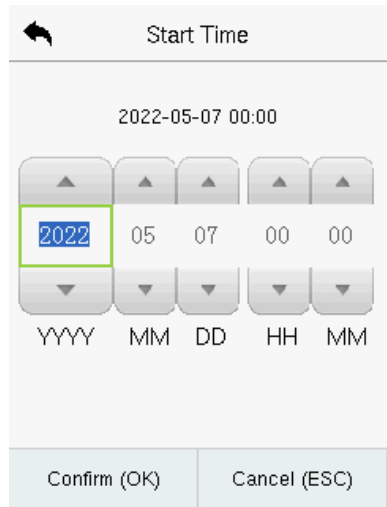 Start Time
2022-05-07 00:00
2022 05 07 00 00
YYYY MM DD HH MM
Confirm (OK) Cancel (ESC)